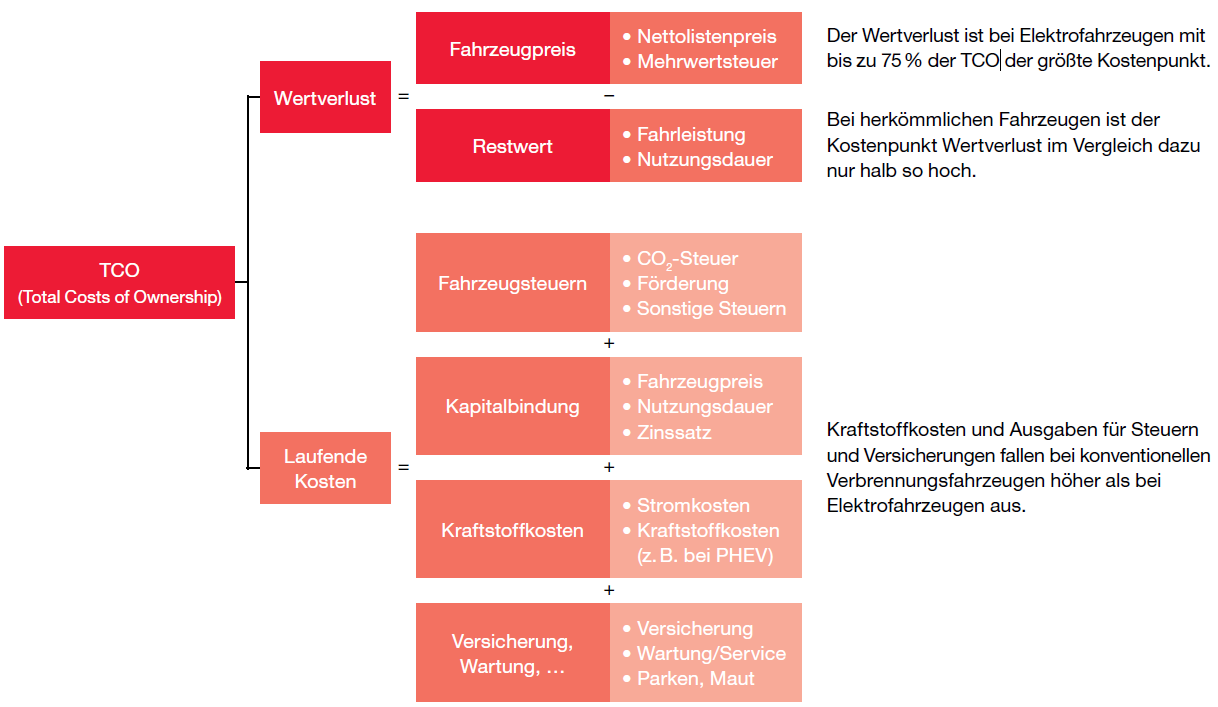 Fahrzeugpreis
• Nettolistenpreis
• Mehrwertsteuer
Der Wertverlust ist bei Elektrofahrzeugen mit
bis zu 75 % der TCO der größte Kostenpunkt.
Wertverlust
=
–
Restwert
• Fahrleistung
• Nutzungsdauer
Bei herkömmlichen Fahrzeugen ist der
Kostenpunkt Wertverlust im Vergleich dazu
nur halb so hoch.
TCO
(Total Costs of Ownership)
Fahrzeugsteuern
• CO₂-Steuer
• Förderung
• Sonstige Steuern
+
Kapitalbindung
• Fahrzeugpreis
• Nutzungsdauer
• Zinssatz
Laufende
Kosten
=
+
Kraftstoffkosten und Ausgaben für Steuern
und Versicherungen fallen bei konventionellen
Verbrennungsfahrzeugen höher als bei
Elektrofahrzeugen aus.
Kraftstoffkosten
• Stromkosten
• Kraftstoffkosten
(z. B. bei PHEV)
+
Versicherung,
Wartung, …
• Versicherung
• Wartung/Service
• Parken, Maut